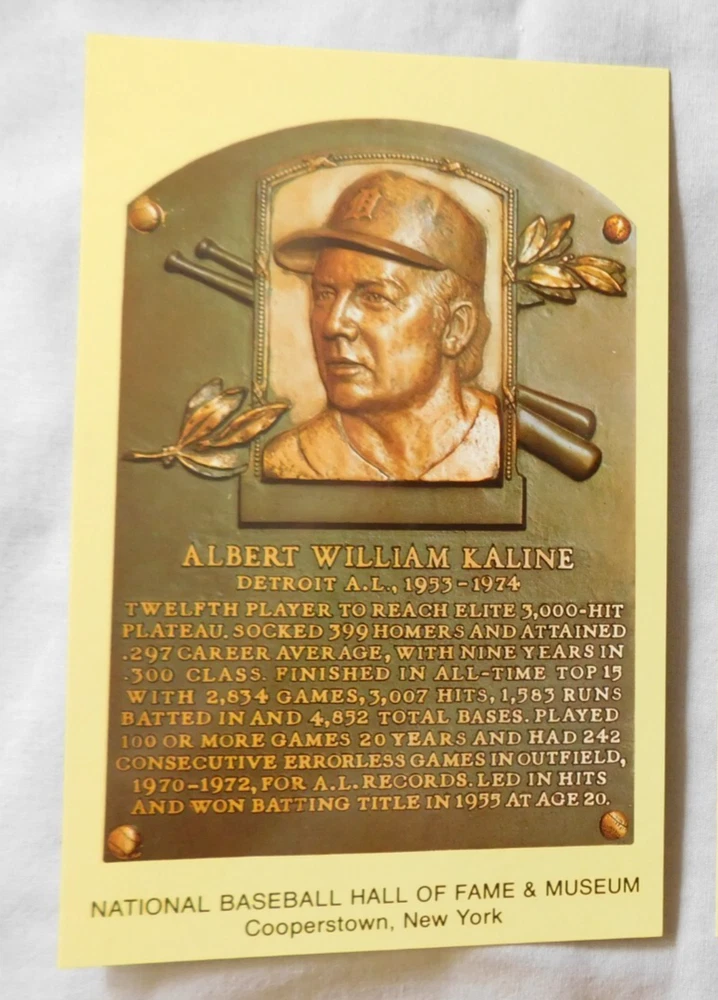 D
ALBERT WILLIAM KALINE
DETROIT A.L., 1953-1974
TWELFTH PLAYER TO REACH ELITE 3,000-HIT
PLATEAU. SOCKED 399 HOMERS AND ATTAINED
.297 CAREER AVERAGE, WITH NINE YEARS IN
.300 CLASS. FINISHED IN ALL-TIME TOP 15
WITH 2,834 GAMES, 3,007 HITS, 1,583 RUNS
BATTED IN AND 4,852 TOTAL BASES. PLAYED
100 OR MORE GAMES 20 YEARS AND HAD 242
CONSECUTIVE ERRORLESS GAMES IN OUTFIELD,
1970-1972, FOR A.L. RECORDS. LED IN HITS
AND WON BATTING TITLE IN 1955 AT AGE 20.
NATIONAL BASEBALL HALL OF FAME & MUSEUM
Cooperstown, New York